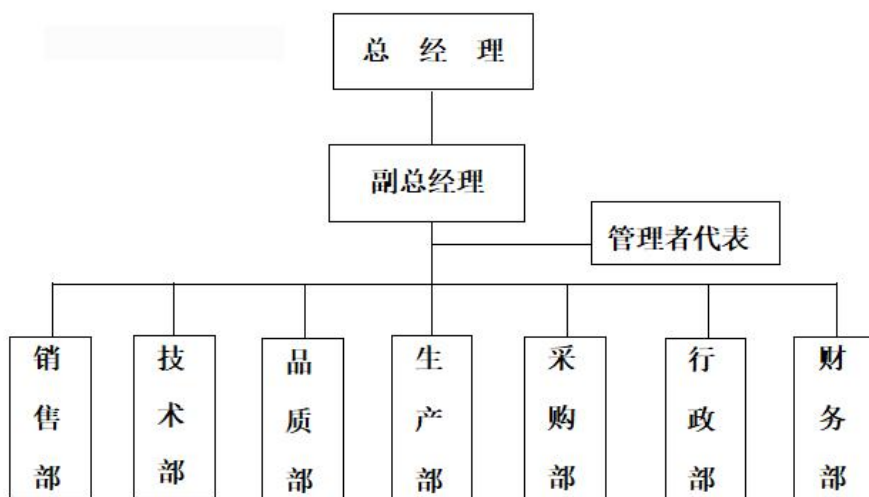 总 经 理
副总经理
管理者代表
销售部
技术部
品质部
生产部
采购部
行政部
财务部